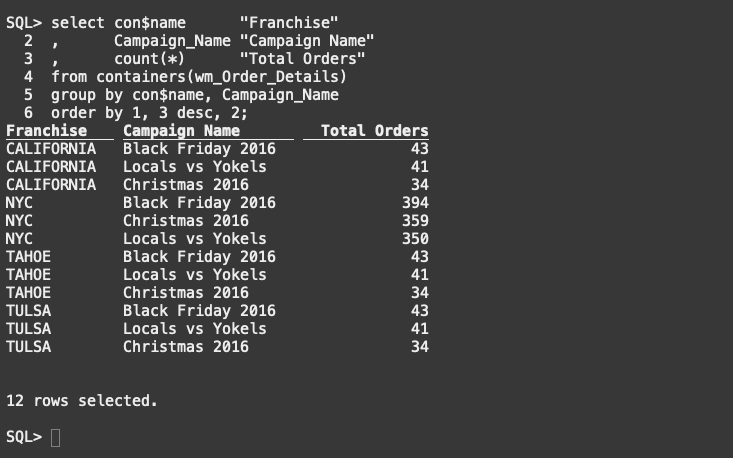 SQL> select con$name      "Franchise"
  2  ,      Campaign_Name "Campaign Name"
  3  ,      count(*)      "Total Orders"
  4  from containers(wm_Order_Details)
  5  group by con$name, Campaign_Name
  6  order by 1, 3 desc, 2;
Franchise    Campaign Name         Total Orders
CALIFORNIA   Black Friday 2016               43
CALIFORNIA   Locals vs Yokels                41
CALIFORNIA   Christmas 2016                  34
NYC          Black Friday 2016              394
NYC          Christmas 2016                 359
NYC          Locals vs Yokels               350
TAHOE        Black Friday 2016               43
TAHOE        Locals vs Yokels                41
TAHOE        Christmas 2016                  34
TULSA        Black Friday 2016               43
TULSA        Locals vs Yokels                41
TULSA        Christmas 2016                  34
12 rows selected.
SQL>